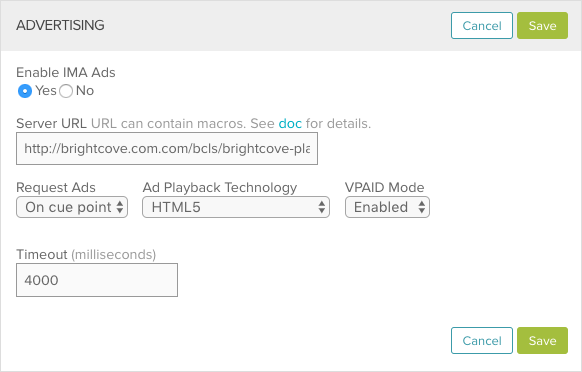 ADVERTISING Cancel Save
Enable IMA Ads
Yes No
Server URL URL can contain macros. See doc for details.
http://brightcove.com.com/bcls/brightcove-pla
Request Ads Ad Playback Technology VPAID Mode
On cue point HTML5 Enabled
Timeout (milliseconds)
4000
Cancel Save